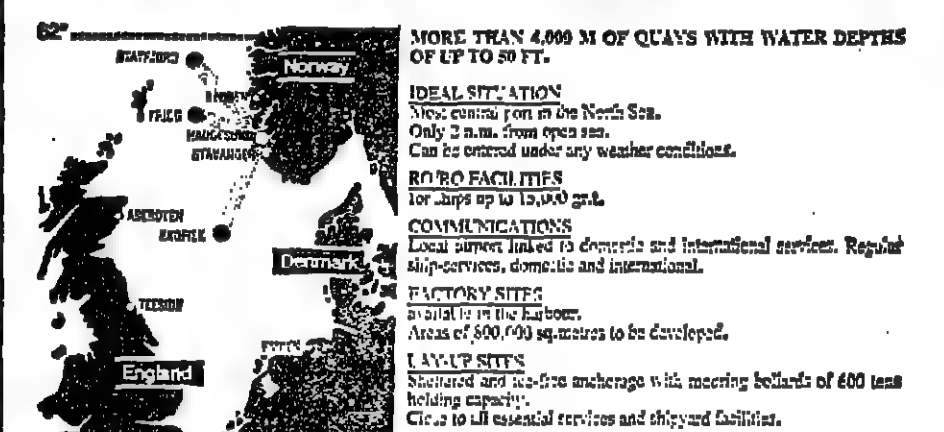 62°
STATFJORD
Norway
BERGEN
FRIGG
HAUGESUND
STAVANGER
ABERDEEN
EKOFISK
Denmark
TEESIDE
EMDEN
England
MORE THAN 4,000 M OF QUAYS WITH WATER DEPTHS
OF UP TO 50 FT.
IDEAL SITUATION
Most central port in the North Sea.
Only 2 n.m. from open sea.
Can be entered under any weather conditions.
RO/RO FACILITIES
for ships up to 15,000 gr.t.
COMMUNICATIONS
Local airport linked to domestic and international services. Regular
ship-services, domestic and international.
FACTORY SITES
available in the harbour.
Areas of 600,000 sq.metres to be developed.
LAY-UP SITES
Sheltered and ice-free anchorage with mooring bollards of 600 tons
holding capacity.
Close to all essential services and shipyard facilities.